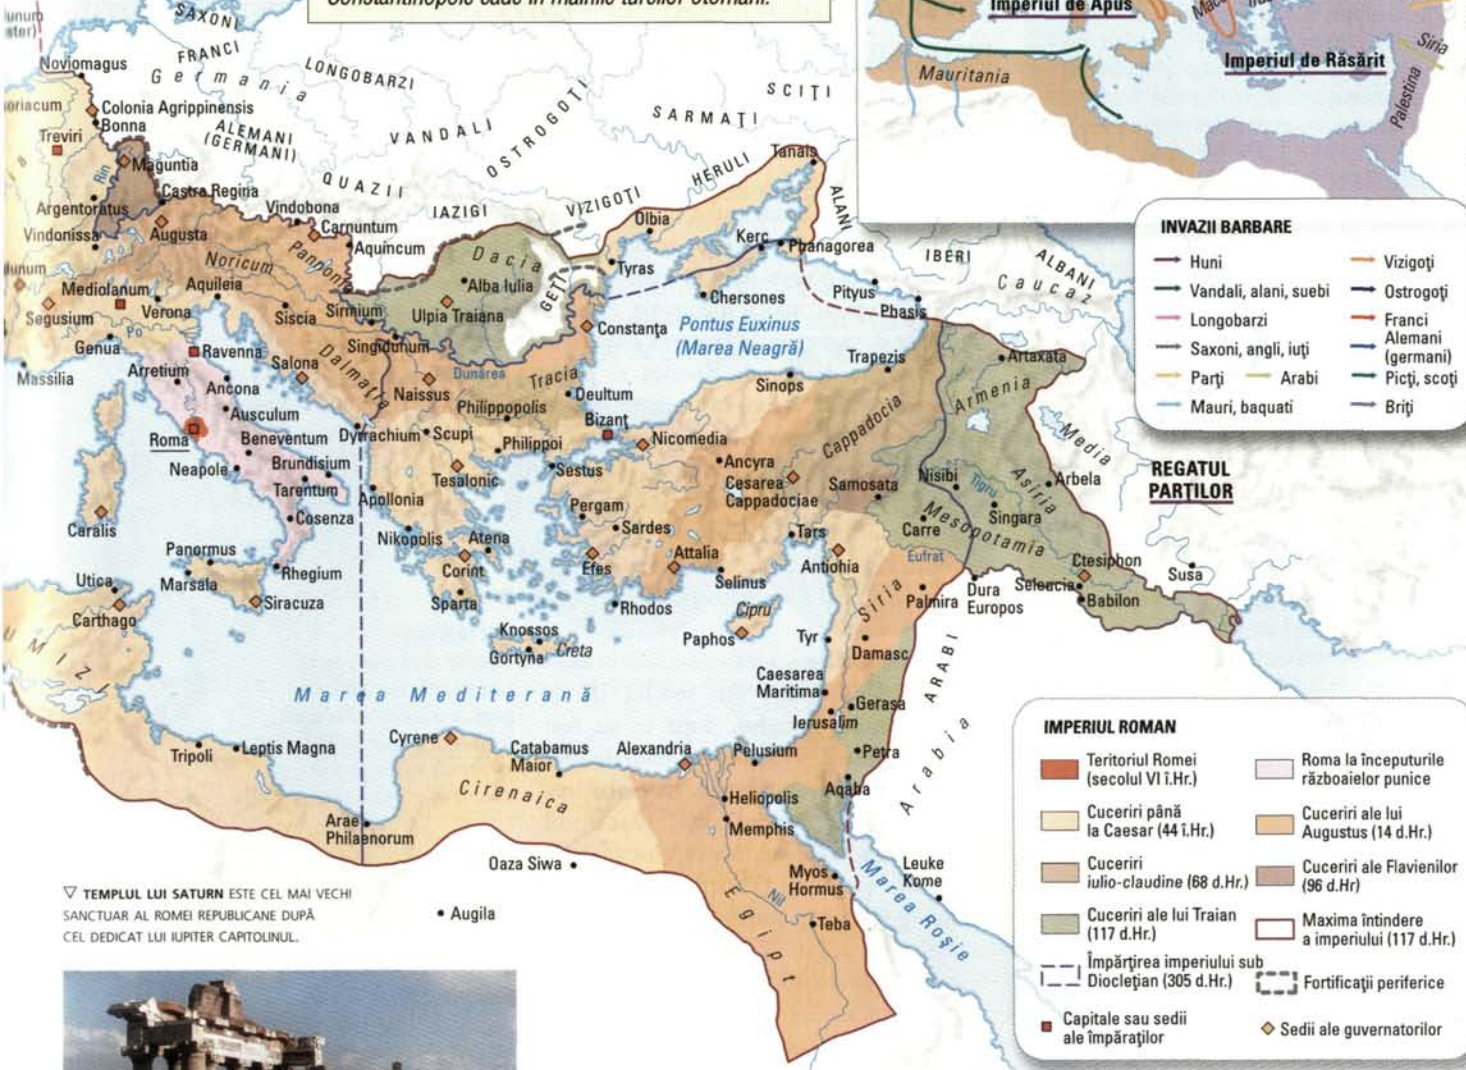 Constantinopole cade în mâinile turcilor otomani.
Imperiul de Apus
Imperiul de Răsărit
Mauritania
Siria
Palestina
SAXONI
FRANCI
Germania
LONGOBARZI
ALEMANI
(GERMANI)
VANDALI
OSTROGOȚI
SARMAȚI
SCIȚI
QUAZII
IAZIGI
VIZIGOȚI
HERULI
ALANI
Noviomagus
Colonia Agrippinensis
Bonna
Treviri
Maguntia
Rin
Castra Regina
Argentoratus
Vindonissa
Augusta
Vindobona
Carnuntum
Aquincum
Noricum
Mediolanum
Aquileia
Verona
Segusium
Po
Genua
Massilia
Siscia
Sirmium
Singidunum
Dacia
Alba Iulia
Ulpia Traiana
GEȚI
Tyras
Olbia
Tanais
Kerc
Phanagorea
Chersones
Constanța
Pontus Euxinus
(Marea Neagră)
Pityus
Phasis
IBERI
ALBANI
Caucaz
Trapezis
Sinops
Artaxata
Armenia
Media
Ravenna
Salona
Arretium
Ancona
Ausculum
Dalmația
Naissus
Dunărea
Tracia
Deultum
Philippopolis
Bizanț
Nicomedia
Roma
Beneventum
Neapole
Brundisium
Tarentum
Cosenza
Dyrrachium
Scupi
Philippoi
Sestus
Tesalonic
Apollonia
Ancyra
Cesarea
Cappadociae
Cappadocia
Samosata
Nisibi
Tigru
Asiria
Arbela
Singara
Carre
Mesopotamia
Eufrat
REGATUL
PARȚILOR
Caralis
Panormus
Marsala
Rhegium
Siracuza
Utica
Carthago
Nikopolis
Atena
Corint
Sparta
Pergam
Sardes
Efes
Attalia
Selinus
Tars
Antiohia
Rhodos
Cipru
Paphos
Knossos
Gortyna
Creta
Siria
Palmira
Dura
Europos
Seleucia
Ctesiphon
Babilon
Susa
Tyr
Damasc
Caesarea
Maritima
Gerasa
Ierusalim
Petra
Aqaba
ARABI
Arabia
Marea Mediterană
Tripoli
Leptis Magna
Cyrene
Catabamus
Maior
Alexandria
Pelusium
Cirenaica
Arae
Philaenorum
Heliopolis
Memphis
Oaza Siwa
Augila
Myos
Hormus
Leuke
Kome
Nil
Teba
Egipt
Marea Roșie
INVAZII BARBARE
Huni
Vizigoți
Vandali, alani, suebi
Ostrogoți
Longobarzi
Franci
Saxoni, angli, iuți
Alemani
(germani)
Parți
Arabi
Picți, scoți
Mauri, baquati
Briți
IMPERIUL ROMAN
Teritoriul Romei
(secolul VI î.Hr.)
Roma la începuturile
războaielor punice
Cuceriri până
la Caesar (44 î.Hr.)
Cuceriri ale lui
Augustus (14 d.Hr.)
Cuceriri
iulio-claudine (68 d.Hr.)
Cuceriri ale Flavienilor
(96 d.Hr)
Cuceriri ale lui Traian
(117 d.Hr.)
Maxima întindere
a imperiului (117 d.Hr.)
Împărțirea imperiului sub
Diocletian (305 d.Hr.)
Fortificații periferice
Capitale sau sedii
ale împăraților
Sedii ale guvernatorilor
▽ TEMPLUL LUI SATURN ESTE CEL MAI VECHI
SANCTUAR AL ROMEI REPUBLICANE DUPĂ
CEL DEDICAT LUI IUPITER CAPITOLINUL.